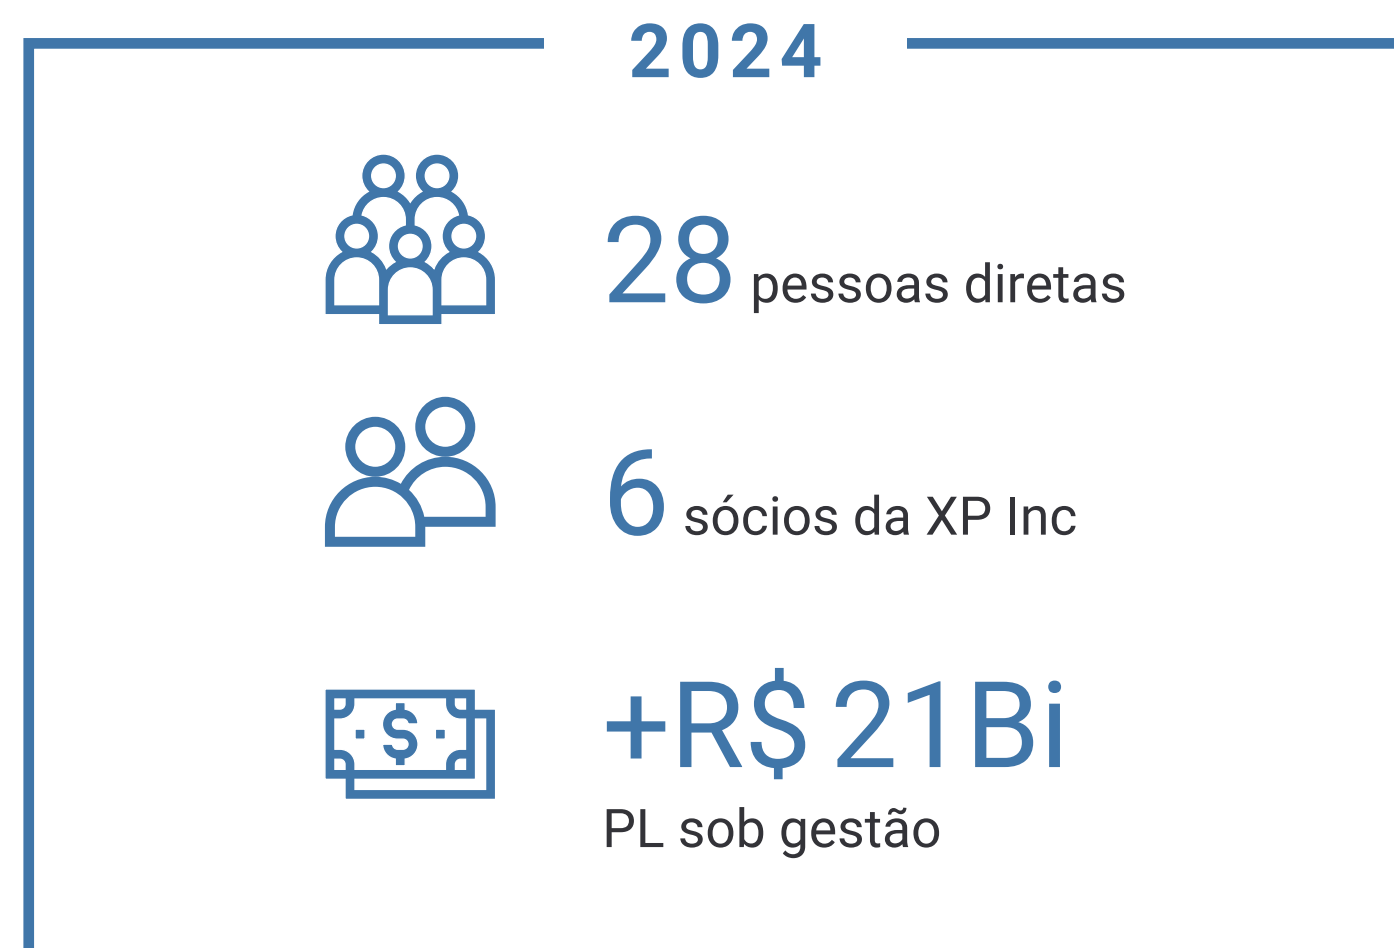 2024
28 pessoas diretas
6 sócios da XP Inc
$
+R$ 21Bi
PL sob gestão